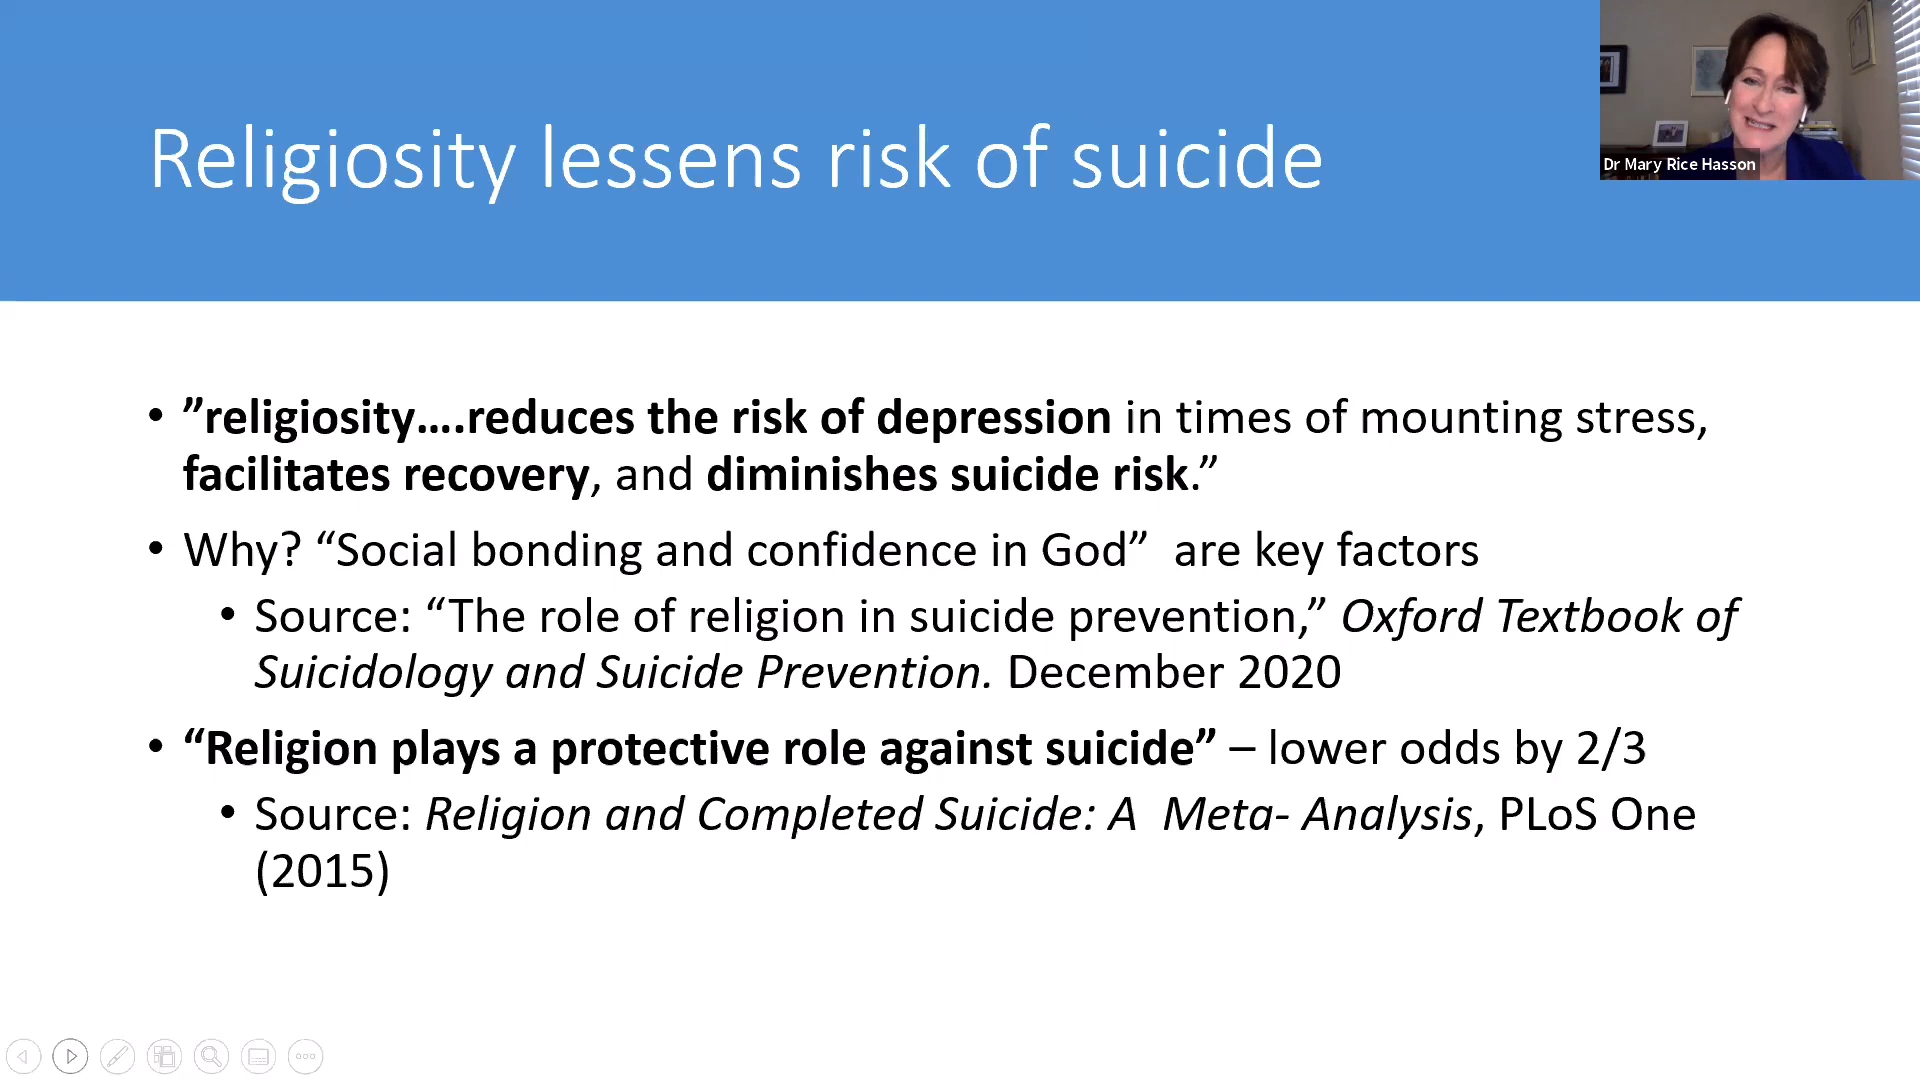 Religiosity lessens risk of suicide
Dr Mary Rice Hasson
• ”religiosity….reduces the risk of depression in times of mounting stress,
facilitates recovery, and diminishes suicide risk.”
• Why? “Social bonding and confidence in God”  are key factors
• Source: “The role of religion in suicide prevention,” Oxford Textbook of
Suicidology and Suicide Prevention. December 2020
• “Religion plays a protective role against suicide” – lower odds by 2/3
• Source: Religion and Completed Suicide: A  Meta- Analysis, PLoS One
(2015)